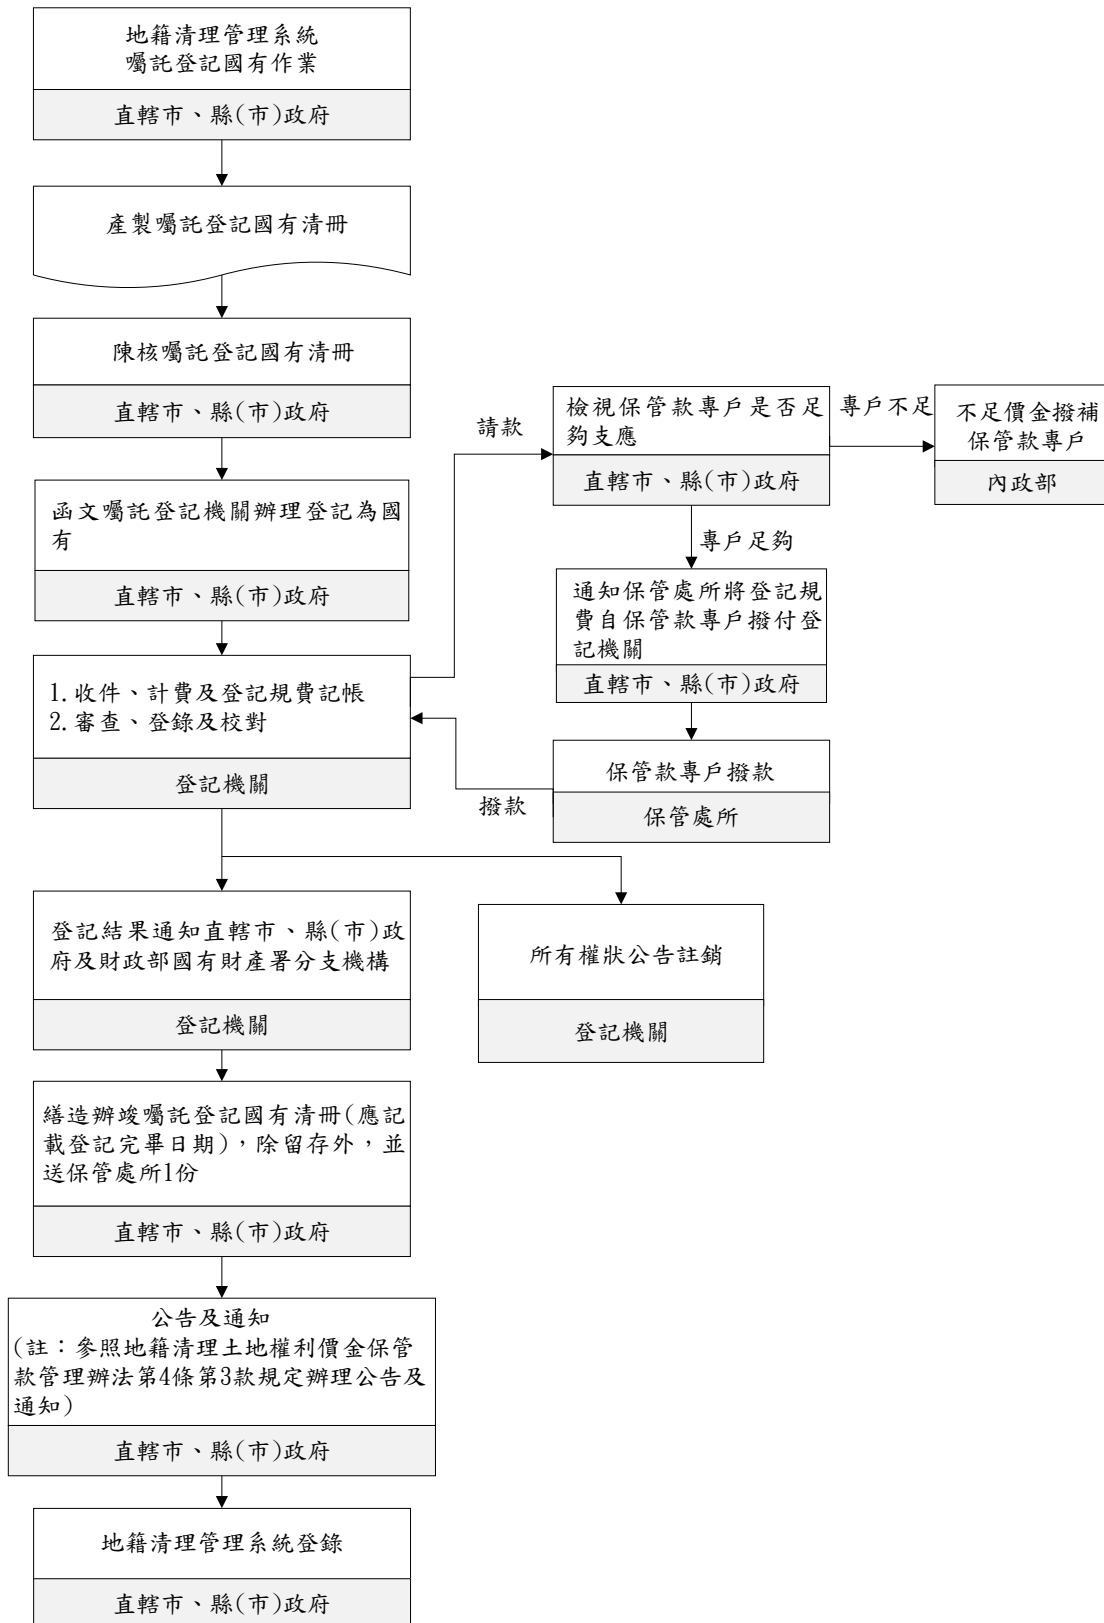 地籍清理管理系統
囑託登記國有作業
直轄市、縣(市)政府
產製囑託登記國有清冊
陳核囑託登記國有清冊
直轄市、縣(市)政府
函文囑託登記機關辦理登記為國
有
直轄市、縣(市)政府
1.收件、計費及登記規費記帳
2.審查、登錄及校對
登記機關
請款
檢視保管款專戶是否足
夠支應
直轄市、縣(市)政府
專戶不足
不足價金撥補
保管款專戶
內政部
專戶足夠
通知保管處所將登記規
費自保管款專戶撥付登
記機關
直轄市、縣(市)政府
保管款專戶撥款
保管處所
撥款
登記結果通知直轄市、縣(市)政
府及財政部國有財產署分支機構
登記機關
所有權狀公告註銷
登記機關
繕造辦竣囑託登記國有清冊(應記
載登記完畢日期)，除留存外，並
送保管處所1份
直轄市、縣(市)政府
公告及通知
(註：參照地籍清理土地權利價金保管
款管理辦法第4條第3款規定辦理公告及
通知)
直轄市、縣(市)政府
地籍清理管理系統登錄
直轄市、縣(市)政府